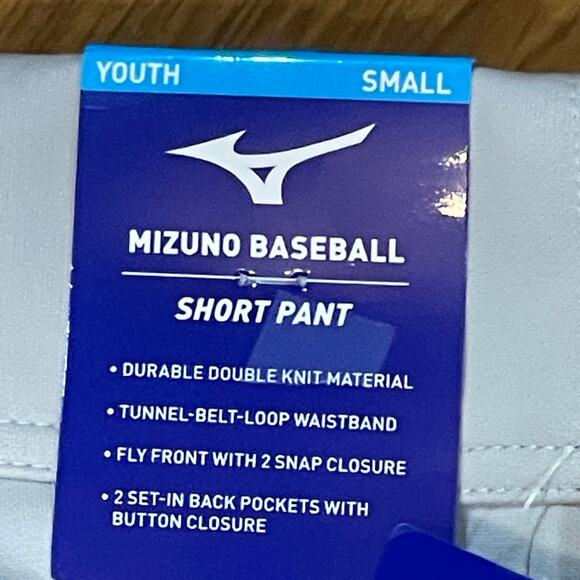 YOUTH SMALL
MIZUNO BASEBALL
SHORT PANT
• DURABLE DOUBLE KNIT MATERIAL
• TUNNEL-BELT-LOOP WAISTBAND
• FLY FRONT WITH 2 SNAP CLOSURE
• 2 SET-IN BACK POCKETS WITH
BUTTON CLOSURE